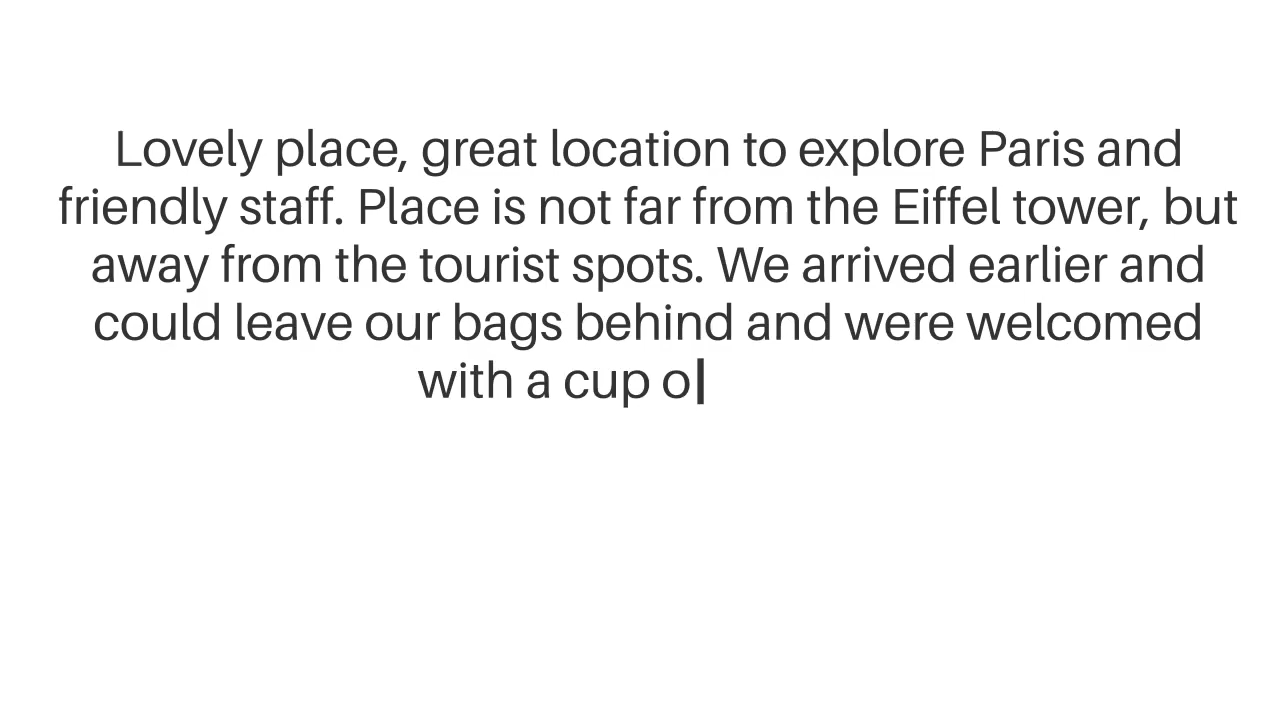 Lovely place, great location to explore Paris and
friendly staff. Place is not far from the Eiffel tower, but
away from the tourist spots. We arrived earlier and
could leave our bags behind and were welcomed
with a cup o